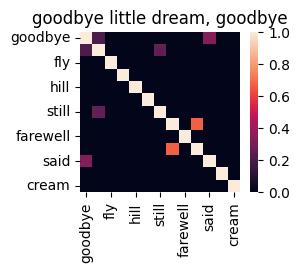 goodbye little dream, goodbye
goodbye
fly
hill
still
farewell
said
cream
goodbye
fly
hill
still
farewell
said
cream
1.0
0.8
0.6
0.4
0.2
0.0